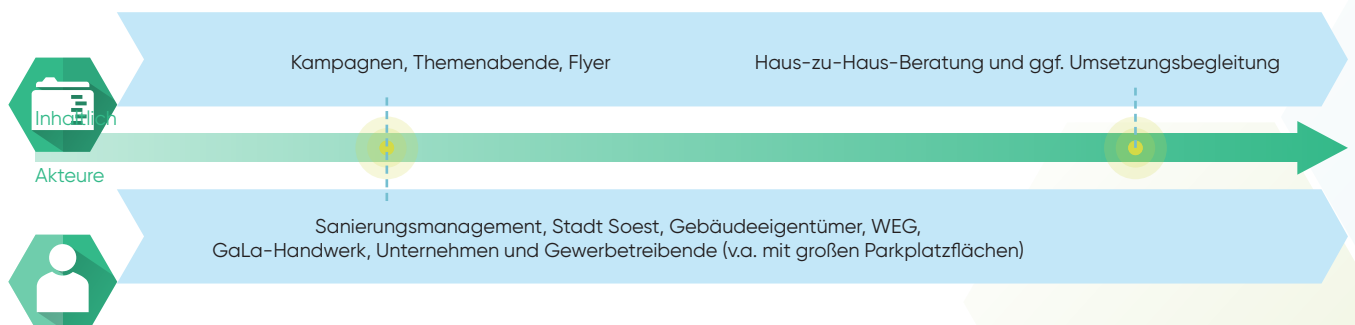 Kampagnen, Themenabende, Flyer
Haus-zu-Haus-Beratung und ggf. Umsetzungsbegleitung
Inhaltlich
Akteure
Sanierungsmanagement, Stadt Soest, Gebäudeeigentümer, WEG,
GaLa-Handwerk, Unternehmen und Gewerbetreibende (v.a. mit großen Parkplatzflächen)